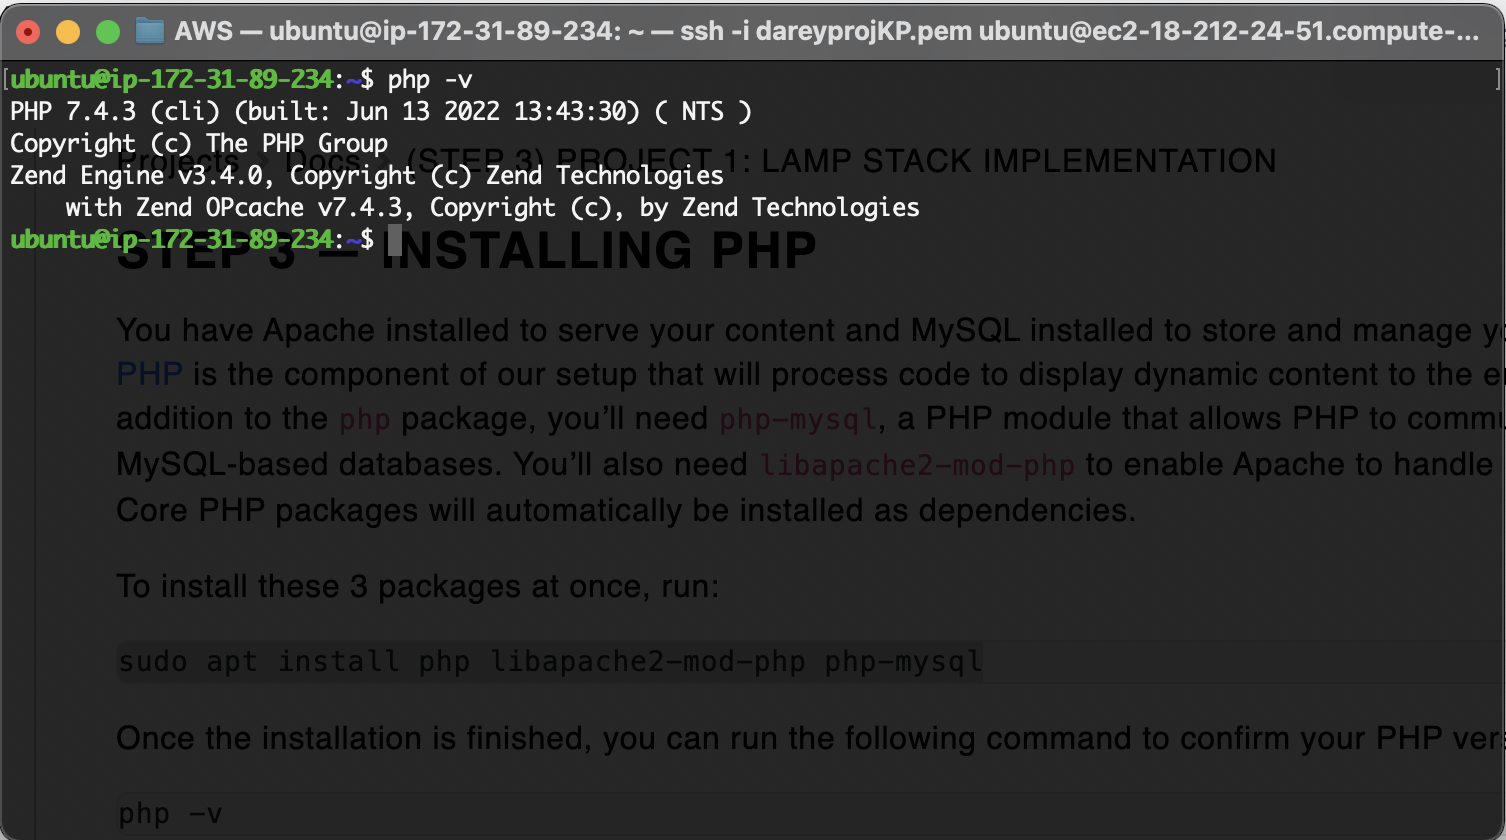 AWS — ubuntu@ip-172-31-89-234: ~ — ssh -i dareyprojKP.pem ubuntu@ec2-18-212-24-51.compute-...
[ubuntu@ip-172-31-89-234:~$ php -v ]
PHP 7.4.3 (cli) (built: Jun 13 2022 13:43:30) ( NTS )
Copyright (c) The PHP Group
Projects Docs (STEP 3) PROJECT 1: LAMP STACK IMPLEMENTATION
Zend Engine v3.4.0, Copyright (c) Zend Technologies
    with Zend OPcache v7.4.3, Copyright (c), by Zend Technologies
ubuntu@ip-172-31-89-234:~$
STEP 3 — INSTALLING PHP
You have Apache installed to serve your content and MySQL installed to store and manage
PHP is the component of our setup that will process code to display dynamic content to the
addition to the php package, you’ll need php-mysql, a PHP module that allows PHP to
MySQL-based databases. You’ll also need libapache2-mod-php to enable Apache to handle
Core PHP packages will automatically be installed as dependencies.
To install these 3 packages at once, run:
sudo apt install php libapache2-mod-php php-mysql
Once the installation is finished, you can run the following command to confirm your PHP
php -v